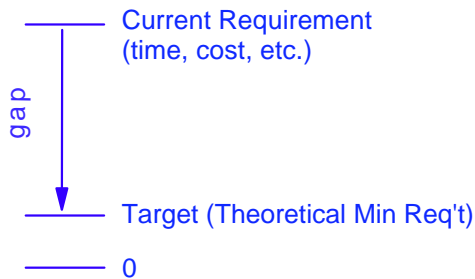 Current Requirement
(time, cost, etc.)
gap
Target (Theoretical Min Req't)
0